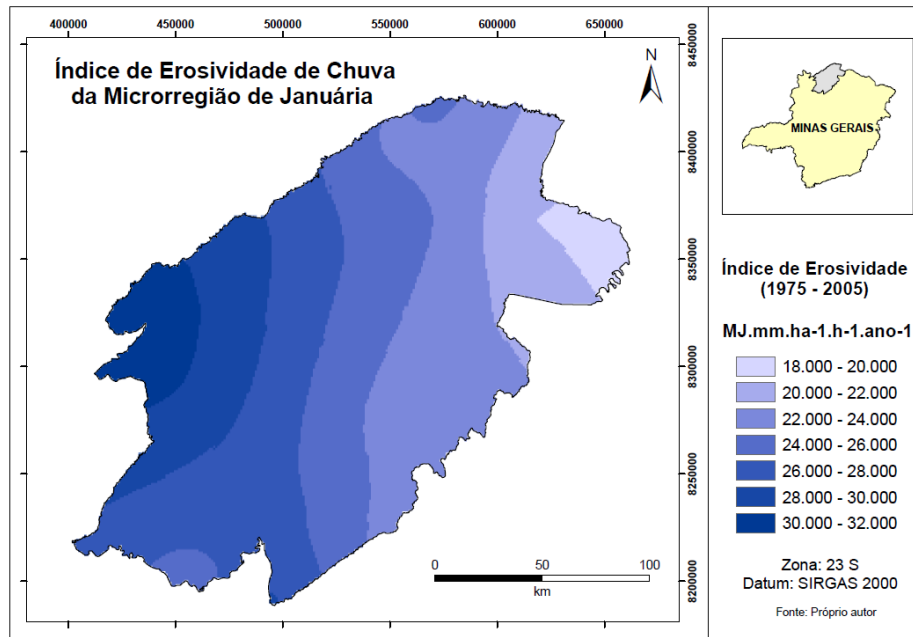 400000 450000 500000 550000 600000 650000
Índice de Erosividade de Chuva
da Microrregião de Januária
N
8450000
8400000
8350000
8300000
8250000
8200000
0 50 100
km
MINAS GERAIS
Índice de Erosividade
(1975 - 2005)
MJ.mm.ha-1.h-1.ano-1
18.000 - 20.000
20.000 - 22.000
22.000 - 24.000
24.000 - 26.000
26.000 - 28.000
28.000 - 30.000
30.000 - 32.000
Zona: 23 S
Datum: SIRGAS 2000
Fonte: Próprio autor